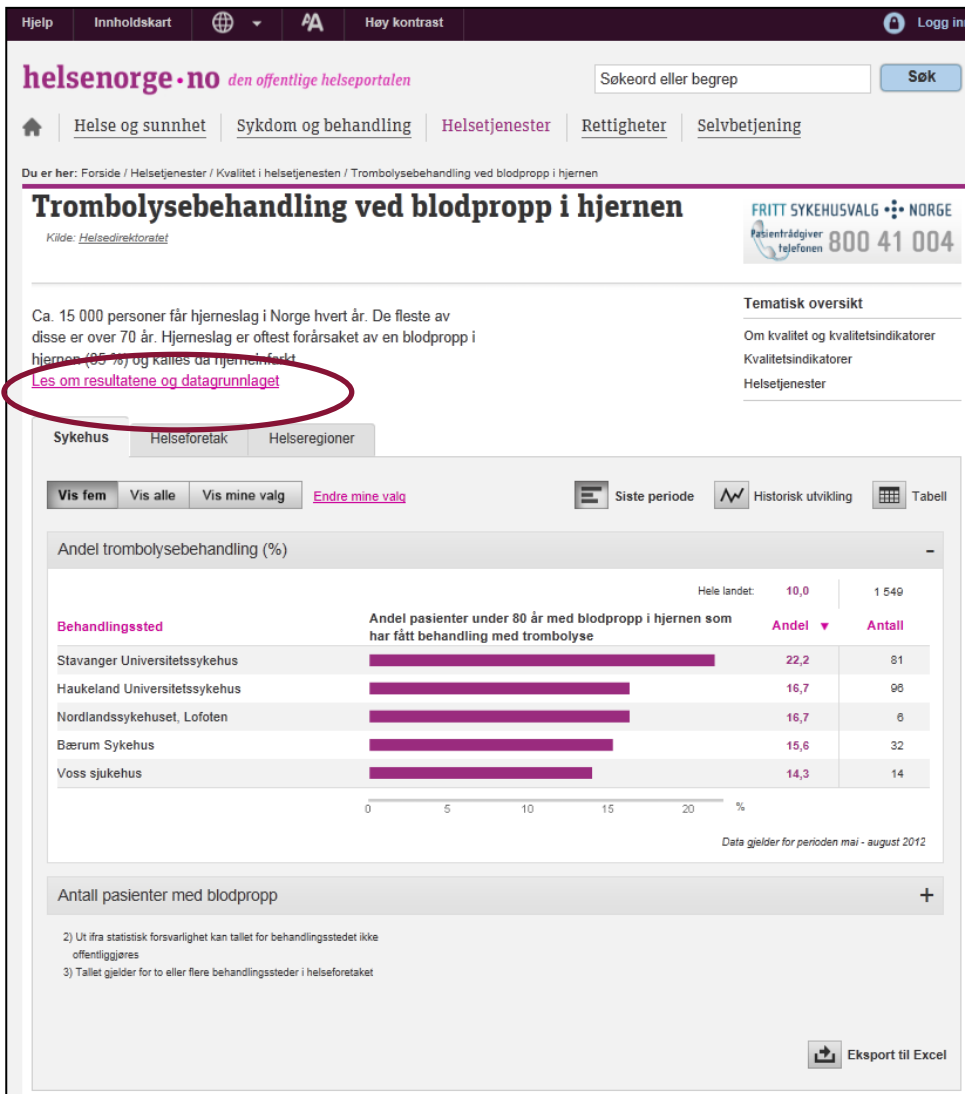 Hjelp Innholdskart AA Høy kontrast Logg inn
helsenorge·no den offentlige helseportalen
Søkeord eller begrep Søk
Helse og sunnhet Sykdom og behandling Helsetjenester Rettigheter Selvbetjening
Du er her: Forside / Helsetjenester / Kvalitet i helsetjenesten / Trombolysebehandling ved blodpropp i hjernen
Trombolysebehandling ved blodpropp i hjernen
Kilde: Helsedirektoratet
FRITT SYKEHUSVALG NORGE
Pasientrådgiver
telefonen 800 41 004
Ca. 15 000 personer får hjerneslag i Norge hvert år. De fleste av
disse er over 70 år. Hjerneslag er oftest forårsaket av en blodpropp i
hjernen (85 %) og kalles da hjerneinfarkt
Les om resultatene og datagrunnlaget
Tematisk oversikt
Om kvalitet og kvalitetsindikatorer
Kvalitetsindikatorer
Helsetjenester
Sykehus Helseforetak Helseregioner
Vis fem Vis alle Vis mine valg Endre mine valg Siste periode Historisk utvikling Tabell
Andel trombolysebehandling (%) -
Hele landet: 10,0 1 549
Behandlingssted Andel pasienter under 80 år med blodpropp i hjernen som
har fått behandling med trombolyse Andel ▼ Antall
Stavanger Universitetssykehus 22,2 81
Haukeland Universitetssykehus 16,7 96
Nordlandssykehuset, Lofoten 16,7 6
Bærum Sykehus 15,6 32
Voss sjukehus 14,3 14
0 5 10 15 20 %
Data gjelder for perioden mai - august 2012
Antall pasienter med blodpropp +
2) Ut ifra statistisk forsvarlighet kan tallet for behandlingsstedet ikke
offentliggjøres
3) Tallet gjelder for to eller flere behandlingssteder i helseforetaket
Eksport til Excel